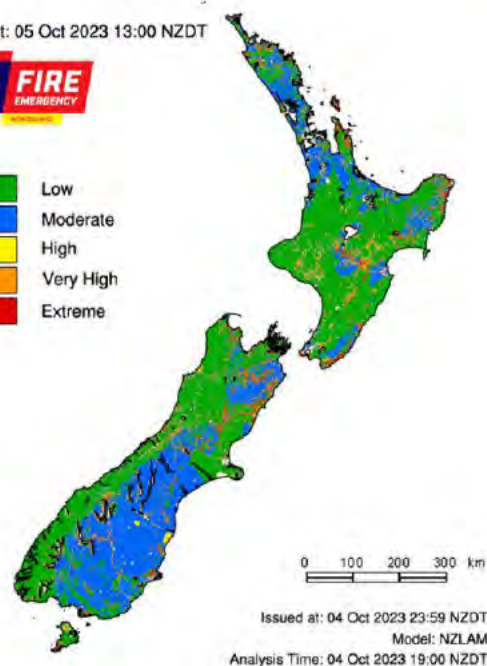 t: 05 Oct 2023 13:00 NZDT
FIRE
EMERGENCY
Low
Moderate
High
Very High
Extreme
0 100 200 300 km
Issued at: 04 Oct 2023 23:59 NZDT
Model: NZLAM
Analysis Time: 04 Oct 2023 19:00 NZDT